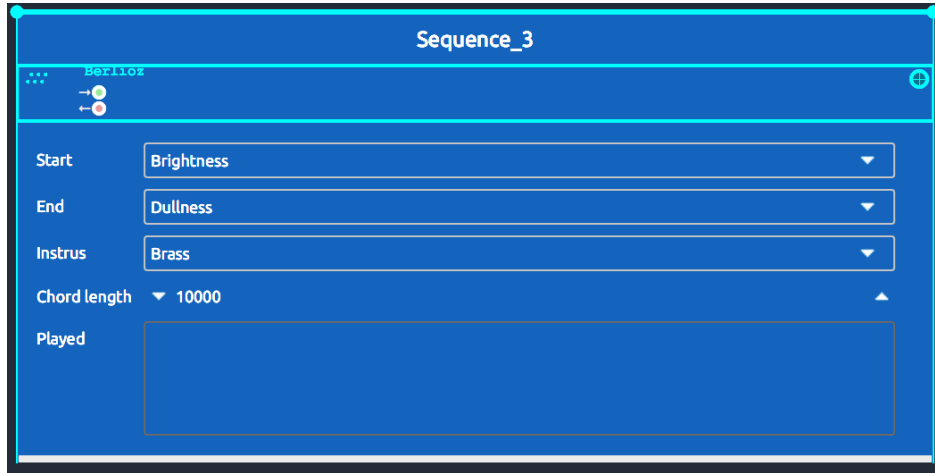 Sequence_3
Berlioz
Start Brightness
End Dullness
Instrus Brass
Chord length 10000
Played